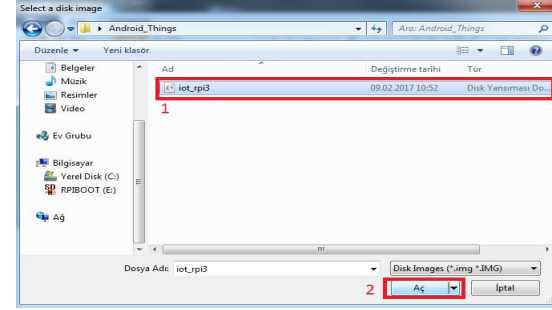 Select a disk image
Android_Things
Ara: Android_Things
Düzenle
Yeni klasör
Belgeler
Müzik
Resimler
Video
Ev Grubu
Bilgisayar
Yerel Disk (C:)
RPIBOOT (E:)
Ağ
Ad
Değiştirme tarihi
Tür
iot_rpi3
09.02.2017 10:52
Disk Yansıması Do...
1
Dosya Adı: iot_rpi3
Disk Images (*.img *.IMG)
2
Aç
İptal